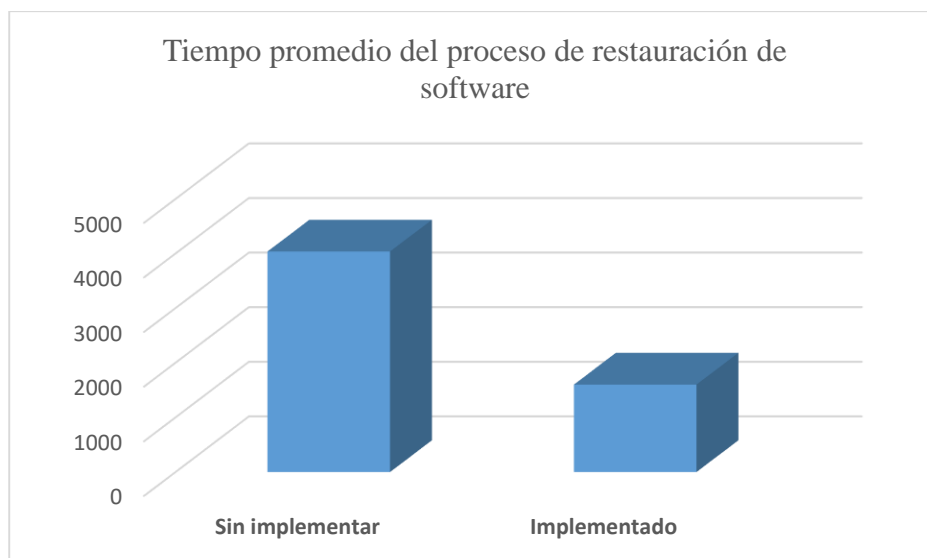 Tiempo promedio del proceso de restauración de
software
5000
4000
3000
2000
1000
0
Sin implementar
Implementado